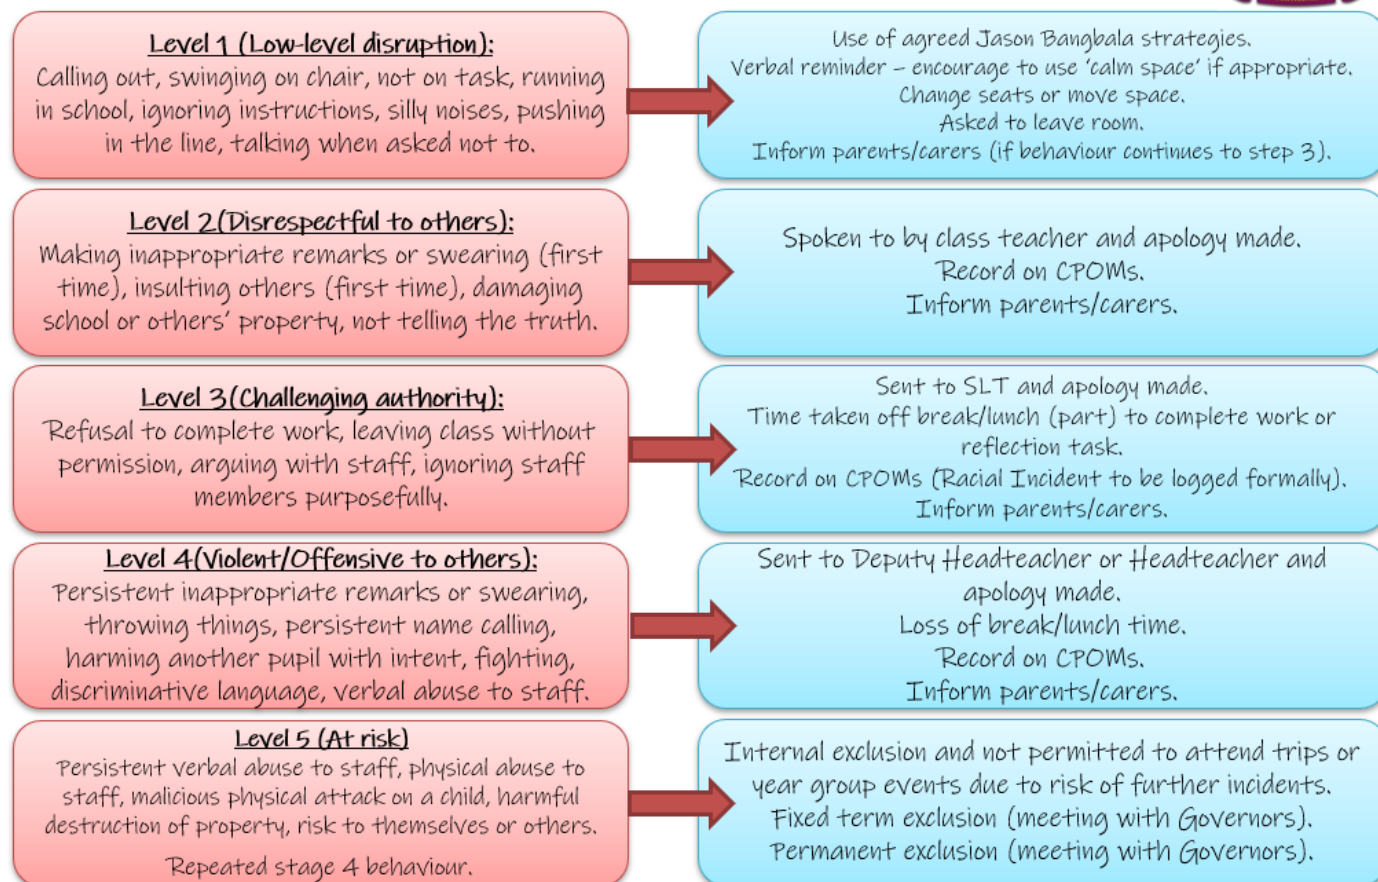 Level 1 (Low-level disruption):
Calling out, swinging on chair, not on task, running
in school, ignoring instructions, silly noises, pushing
in the line, talking when asked not to.
Use of agreed Jason Bangbala strategies.
Verbal reminder – encourage to use 'calm space' if appropriate.
Change seats or move space.
Asked to leave room.
Inform parents/carers (if behaviour continues to step 3).
Level 2(Disrespectful to others):
Making inappropriate remarks or swearing (first
time), insulting others (first time), damaging
school or others' property, not telling the truth.
Spoken to by class teacher and apology made.
Record on CPOMs.
Inform parents/carers.
Level 3(Challenging authority):
Refusal to complete work, leaving class without
permission, arguing with staff, ignoring staff
members purposefully.
Sent to SLT and apology made.
Time taken off break/lunch (part) to complete work or
reflection task.
Record on CPOMs (Racial Incident to be logged formally).
Inform parents/carers.
Level 4(Violent/Offensive to others):
Persistent inappropriate remarks or swearing,
throwing things, persistent name calling,
harming another pupil with intent, fighting,
discriminative language, verbal abuse to staff.
Sent to Deputy Headteacher or Headteacher and
apology made.
Loss of break/lunch time.
Record on CPOMs.
Inform parents/carers.
Level 5 (At risk)
Persistent verbal abuse to staff, physical abuse to
staff, malicious physical attack on a child, harmful
destruction of property, risk to themselves or others.
Repeated stage 4 behaviour.
Internal exclusion and not permitted to attend trips or
year group events due to risk of further incidents.
Fixed term exclusion (meeting with Governors).
Permanent exclusion (meeting with Governors).